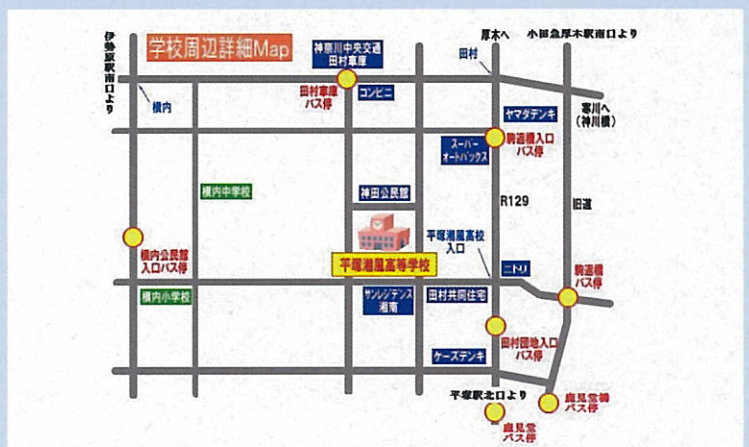 学校周辺詳細Map
伊勢原駅南口より
神奈川中央交通
田村車庫
厚木へ
小田急厚木駅南口より
田村
横内
田村車庫
バス停
コンビニ
ヤマダデンキ
寒川へ
(神川橋)
スーパー
オートバックス
駒返橋入口
バス停
横内中学校
神田公民館
R129
旧道
横内公民館
入口バス停
平塚湘風高校
入口
平塚湘風高等学校
ニトリ
駒返橋
バス停
横内小学校
サンレジデンス
湘南
田村共同住宅
田村団地入口
バス停
ケーズデンキ
平塚駅北口より
鹿見堂
バス停
鹿見堂橋
バス停